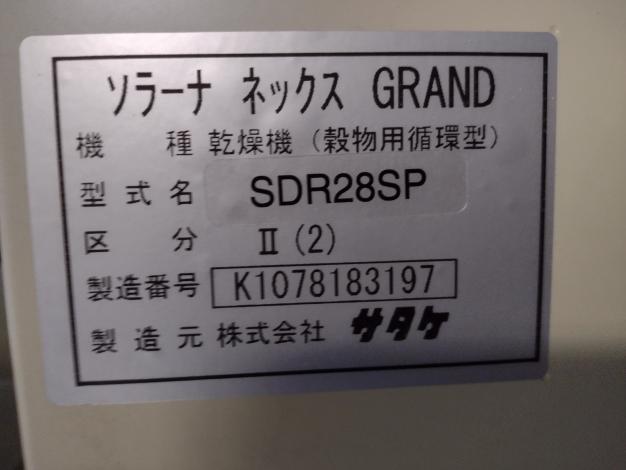 ソラーナ ネックス GRAND
機種 乾燥機（穀物用循環型）
型式名 SDR28SP
区分 Ⅱ（2）
製造番号 K1078183197
製造元 株式会社 サタケ